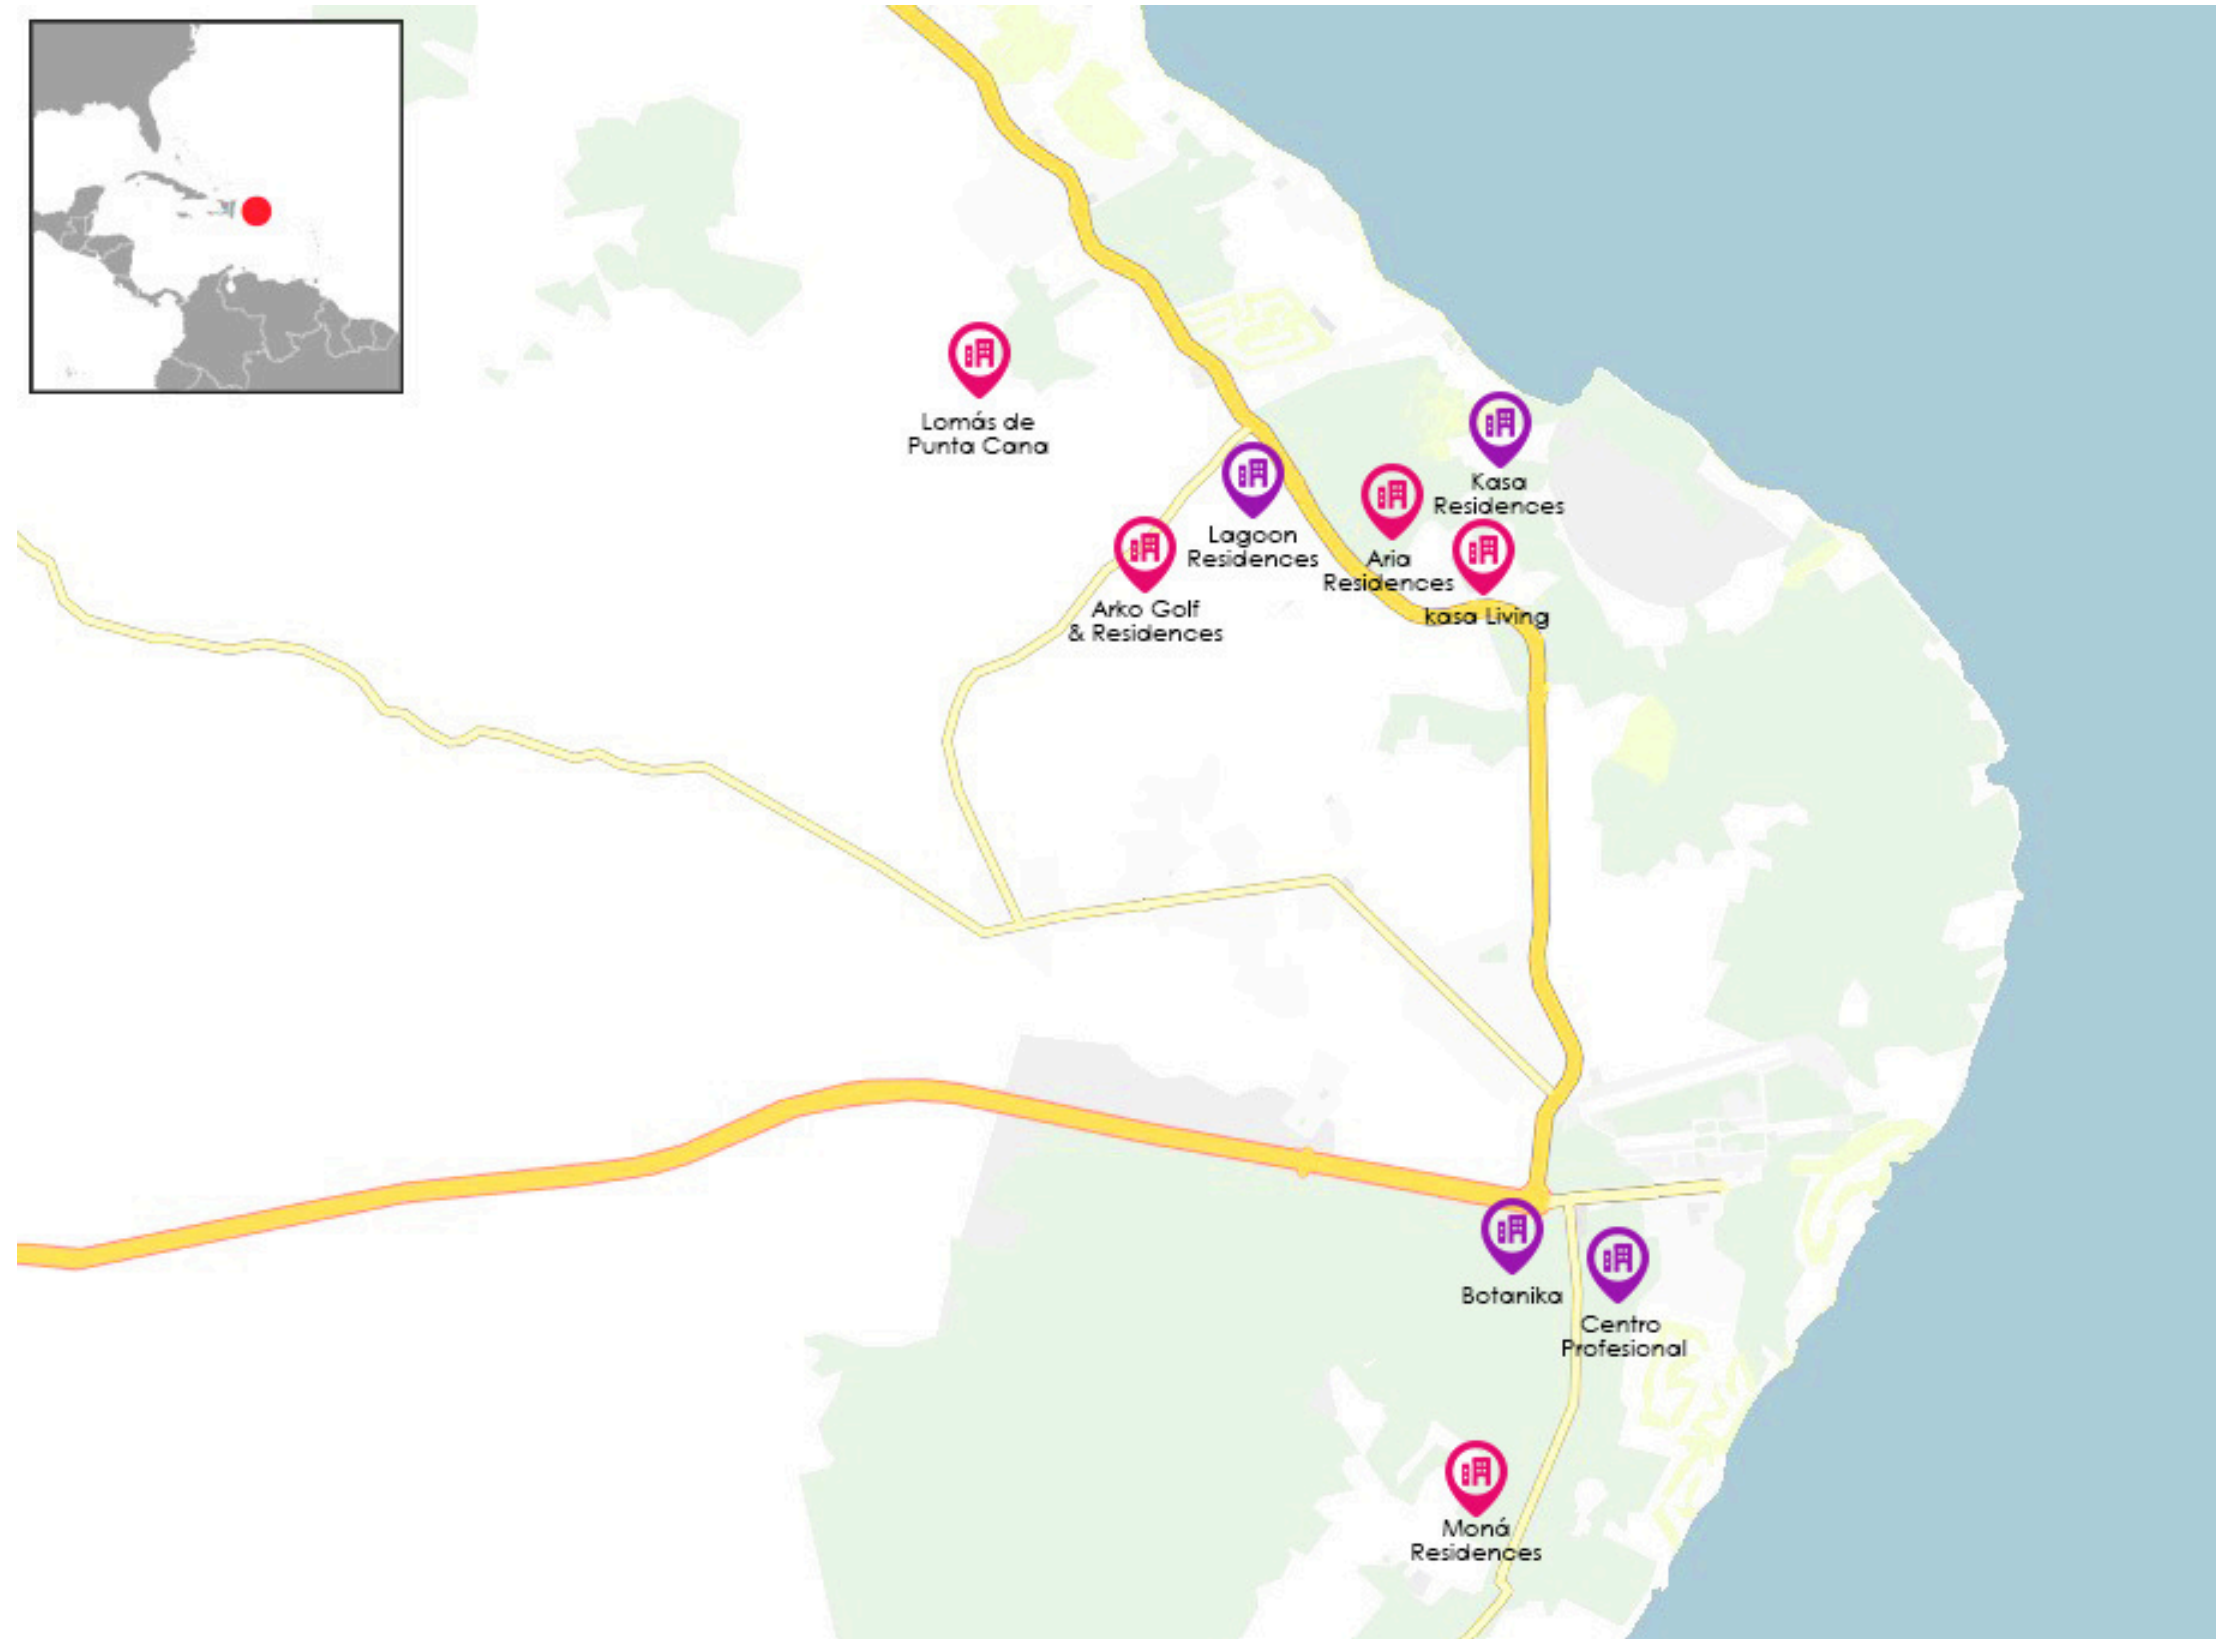 Lomás de
Punta Cana
Kasa
Residences
Lagoon
Residences
Aria
Residences
kasa Living
Arko Golf
& Residences
Botanika
Centro
Profesional
Moná
Residences